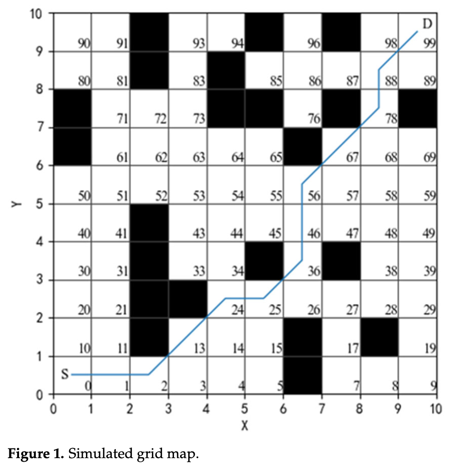 10
D
90 91 93 94 96 98 99
9
80 81 83 85 86 87 88 89
8
71 72 73 76 78
7
61 62 63 64 65 67 68 69
6
50 51 52 53 54 55 56 57 58 59
Y
5
40 41 43 44 45 46 47 48 49
4
30 31 33 34 36 38 39
3
20 21 24 25 26 27 28 29
2
10 11 13 14 15 17 19
1
S
0 1 2 3 4 5 7 8 9
0
0 1 2 3 4 5 6 7 8 9 10
X
Figure 1. Simulated grid map.